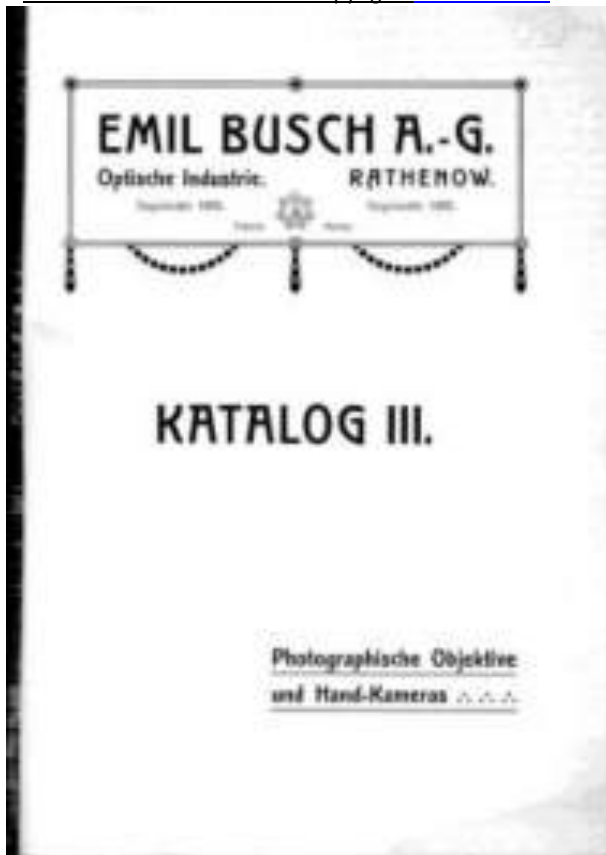 EMIL BUSCH A.-G.
Optische Industrie. RATHENOW.
KATALOG III.
Photographische Objektive
und Hand-Kameras